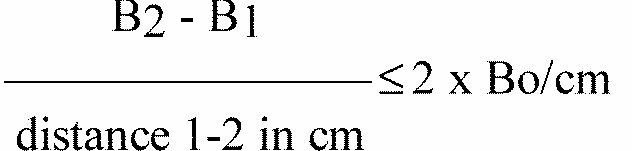 B2 - B1
≤ 2 x Bo/cm
distance 1-2 in cm